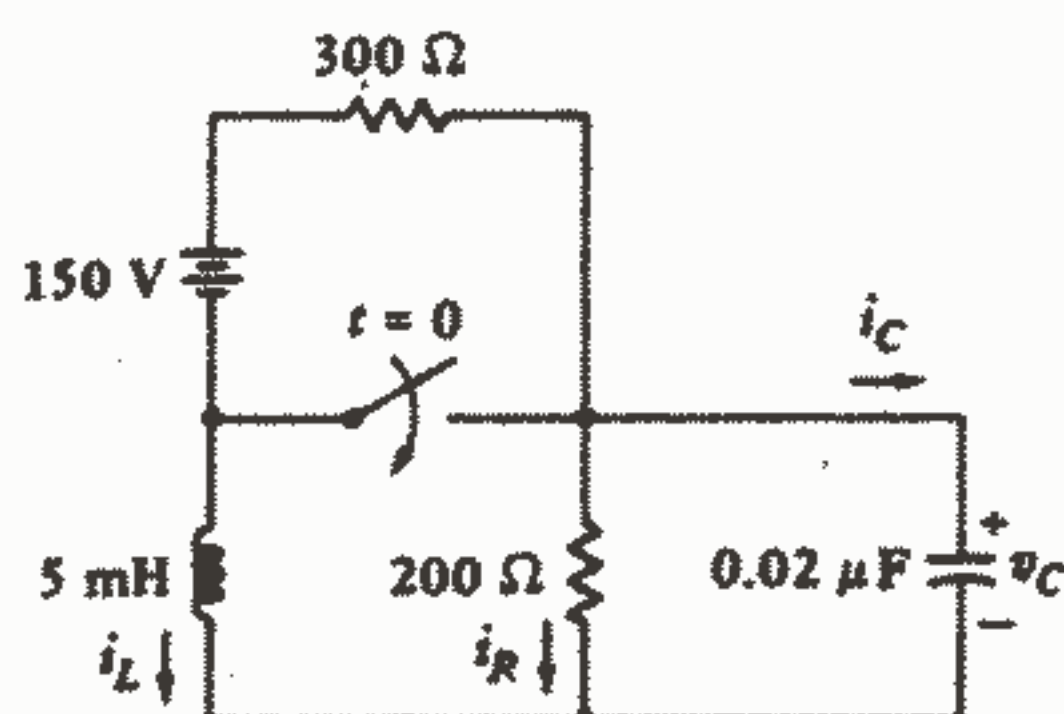 300 Ω
150 V
t = 0
i_C
5 mH
200 Ω
0.02 μF
+
v_C
−
i_L
i_R